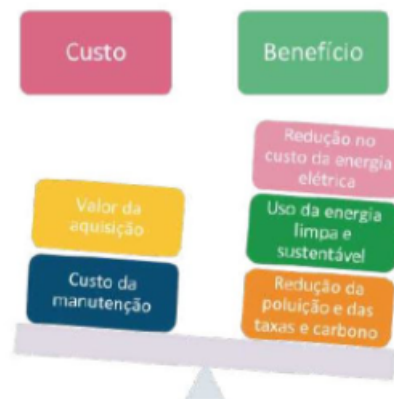 Custo
Benefício
Redução no
custo da energia
elétrica
Valor da
aquisição
Uso da energia
limpa e
sustentável
Custo da
manutenção
Redução da
poluição e das
taxas e carbono